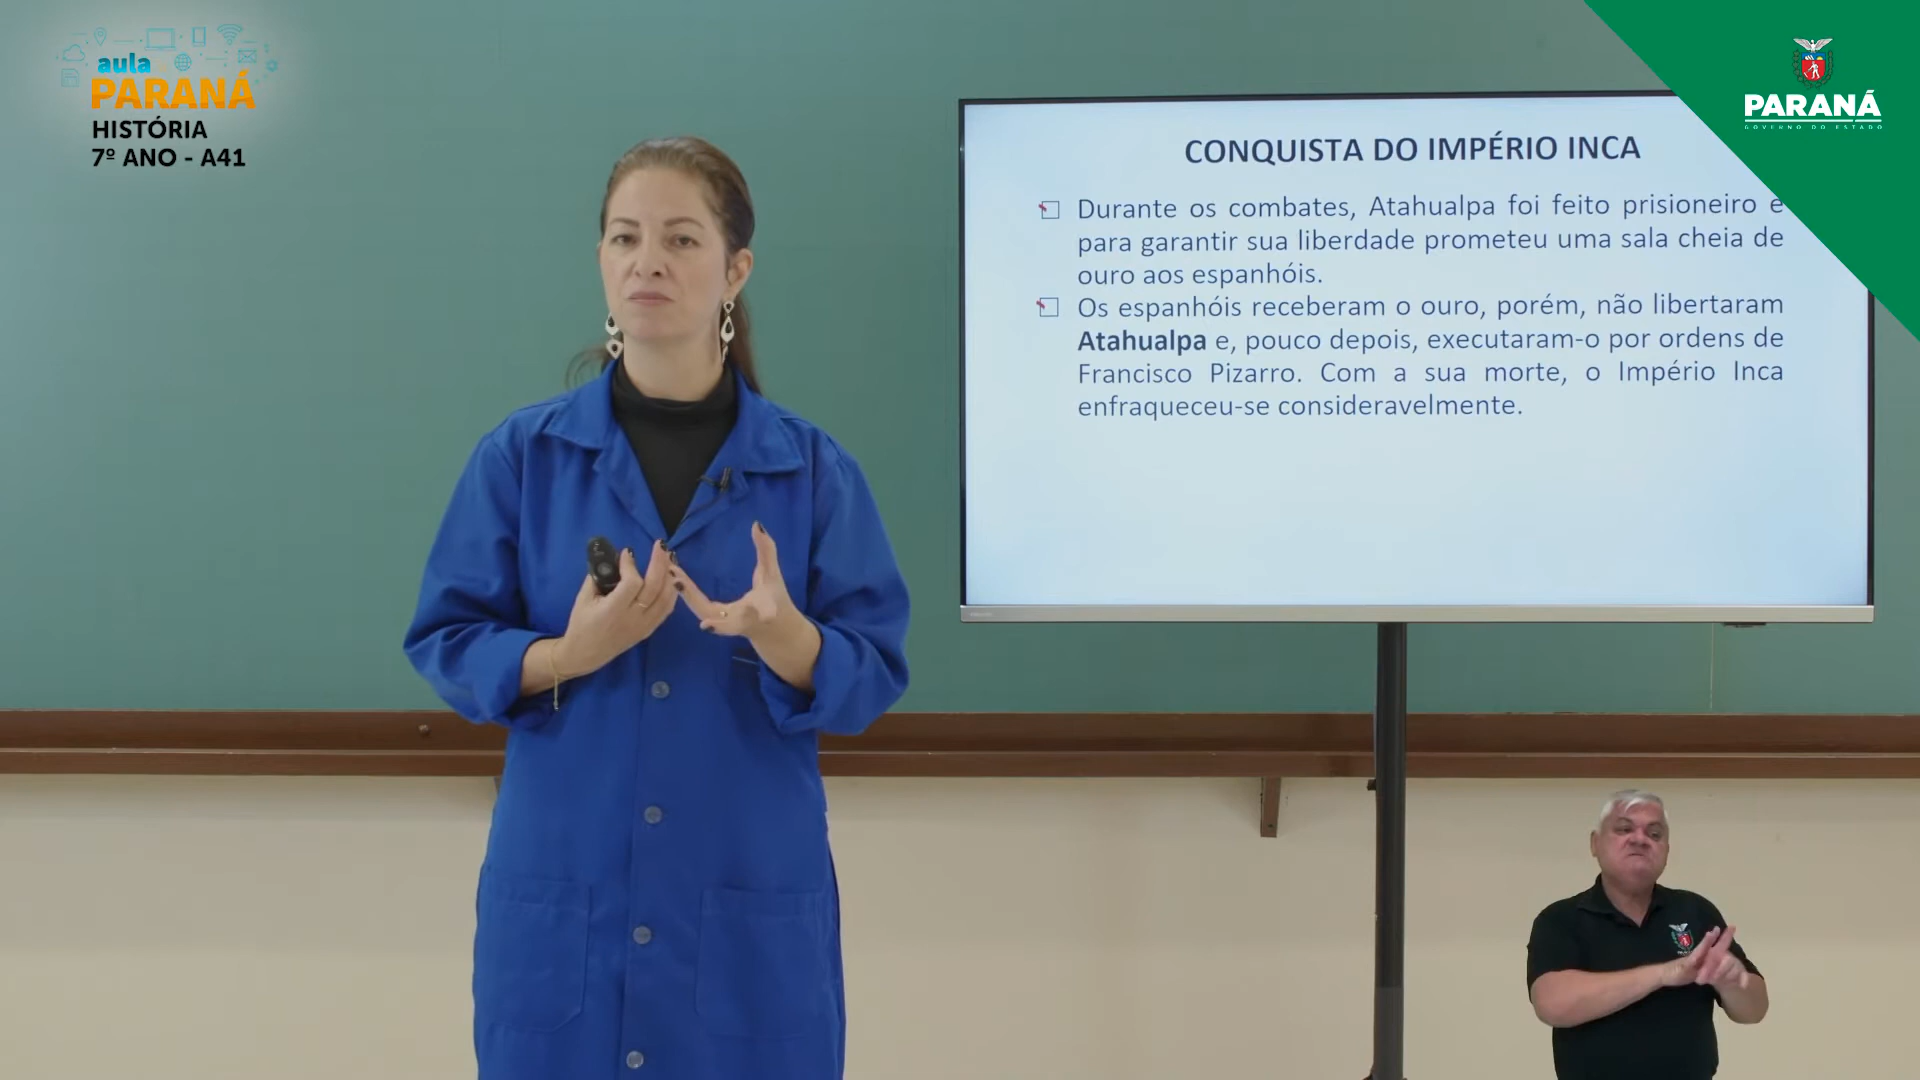 aula
PARANÁ
HISTÓRIA
7º ANO - A41
PARANÁ
GOVERNO DO ESTADO
CONQUISTA DO IMPÉRIO INCA
Durante os combates, Atahualpa foi feito prisioneiro e
para garantir sua liberdade prometeu uma sala cheia de
ouro aos espanhóis.
Os espanhóis receberam o ouro, porém, não libertaram
Atahualpa e, pouco depois, executaram-o por ordens de
Francisco Pizarro. Com a sua morte, o Império Inca
enfraqueceu-se consideravelmente.